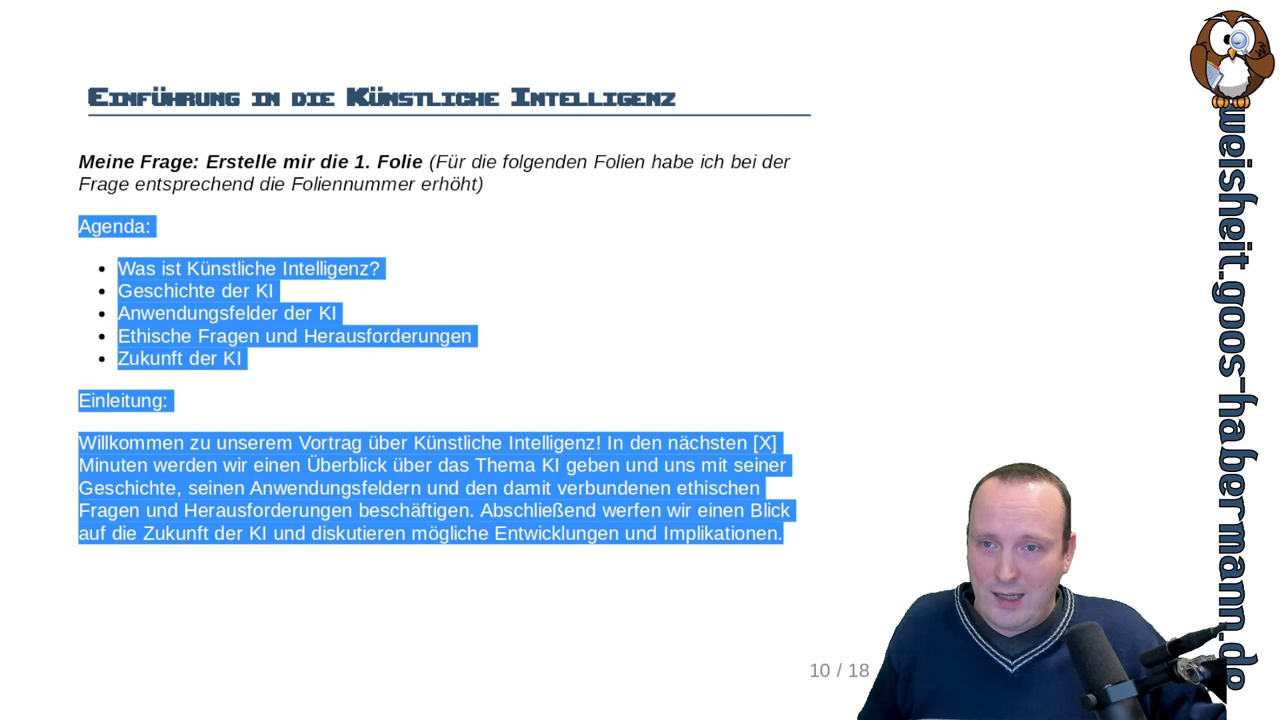 Einführung in die Künstliche Intelligenz
Meine Frage: Erstelle mir die 1. Folie (Für die folgenden Folien habe ich bei der
Frage entsprechend die Foliennummer erhöht)
Agenda:
• Was ist Künstliche Intelligenz?
• Geschichte der KI
• Anwendungsfelder der KI
• Ethische Fragen und Herausforderungen
• Zukunft der KI
Einleitung:
Willkommen zu unserem Vortrag über Künstliche Intelligenz! In den nächsten [X]
Minuten werden wir einen Überblick über das Thema KI geben und uns mit seiner
Geschichte, seinen Anwendungsfeldern und den damit verbundenen ethischen
Fragen und Herausforderungen beschäftigen. Abschließend werfen wir einen Blick
auf die Zukunft der KI und diskutieren mögliche Entwicklungen und Implikationen.
10 / 18
weisheit.goos-habermann.de